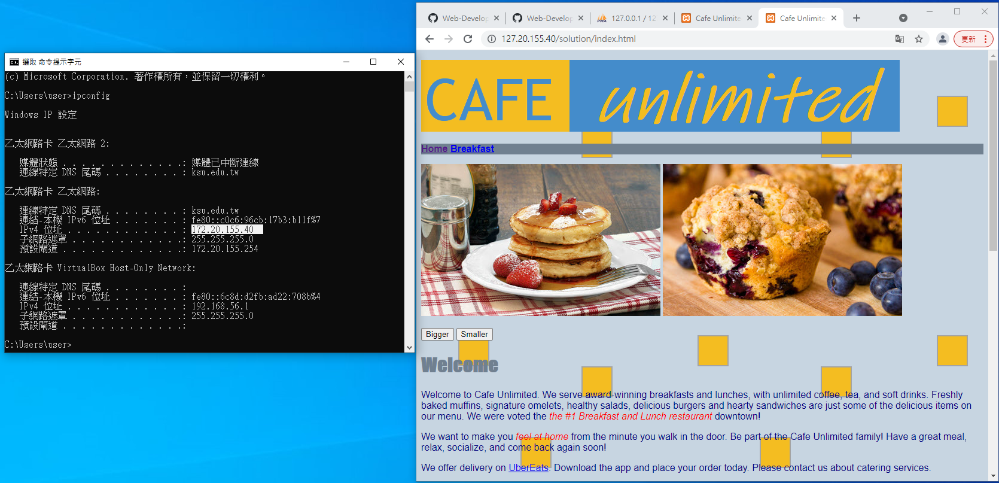 選取 命令提示字元
(c) Microsoft Corporation. 著作權所有，並保留一切權利。
C:\Users\user>ipconfig
Windows IP 設定
乙太網路卡 乙太網路 2:
媒體狀態 . . . . . . . . . . . . .: 媒體已中斷連線
連線特定 DNS 尾碼 . . . . . . . . : ksu.edu.tw
乙太網路卡 乙太網路:
連線特定 DNS 尾碼 . . . . . . . . : ksu.edu.tw
連結-本機 IPv6 位址 . . . . . . . : fe80::c0c6:96cb:17b3:b11f%7
IPv4 位址 . . . . . . . . . . . . : 172.20.155.40
子網路遮罩 . . . . . . . . . . . .: 255.255.255.0
預設閘道 . . . . . . . . . . . . .: 172.20.155.254
乙太網路卡 VirtualBox Host-Only Network:
連線特定 DNS 尾碼 . . . . . . . . :
連結-本機 IPv6 位址 . . . . . . . : fe80::6c8d:d2fb:ad22:708b%4
IPv4 位址 . . . . . . . . . . . . : 192.168.56.1
子網路遮罩 . . . . . . . . . . . .: 255.255.255.0
預設閘道 . . . . . . . . . . . . .:
C:\Users\user>
Web-Develop Web-Develop PMA 127.0.0.1 / 12 Cafe Unlimite Cafe Unlimite
127.20.155.40/solution/index.html 更新
CAFE unlimited
Home Breakfast
Bigger Smaller
Welcome
Welcome to Cafe Unlimited. We serve award-winning breakfasts and lunches, with unlimited coffee, tea, and soft drinks. Freshly
baked muffins, signature omelets, healthy salads, delicious burgers and hearty sandwiches are just some of the delicious items on
our menu. We were voted the the #1 Breakfast and Lunch restaurant downtown!
We want to make you feel at home from the minute you walk in the door. Be part of the Cafe Unlimited family! Have a great meal,
relax, socialize, and come back again soon!
We offer delivery on UberEats. Download the app and place your order today. Please contact us about catering services.